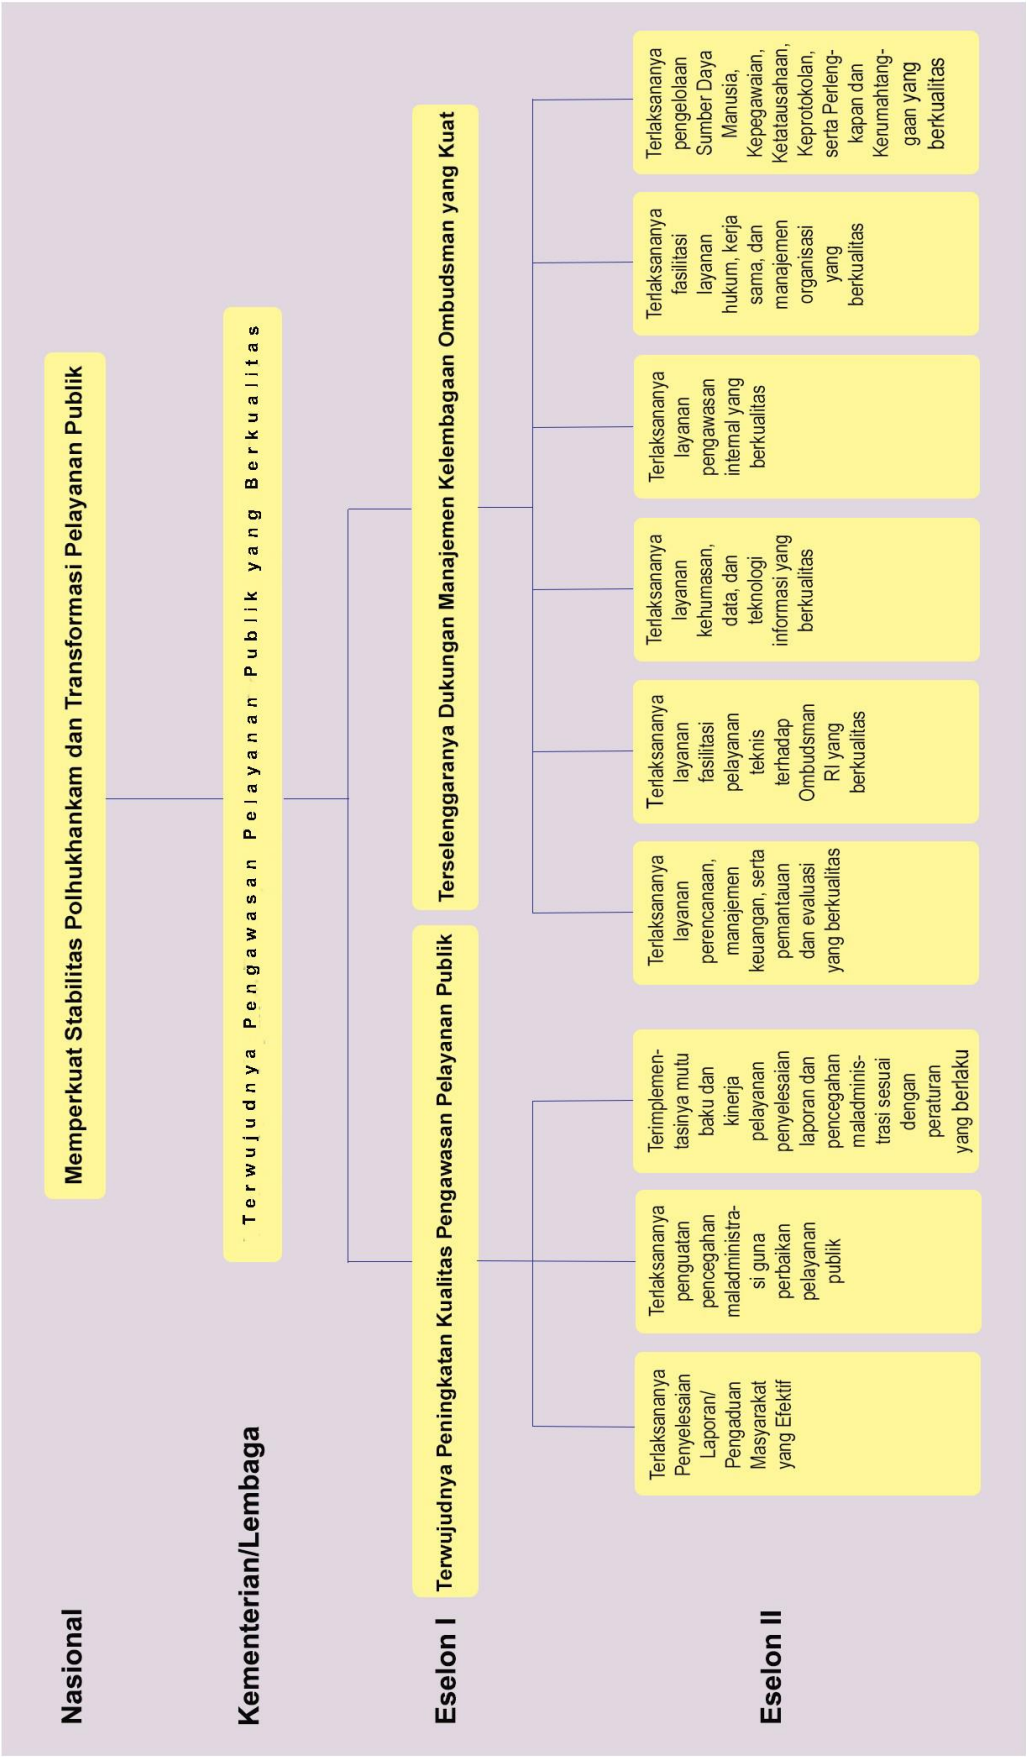 Nasional
Memperkuat Stabilitas Polhukhankam dan Transformasi Pelayanan Publik
Kementerian/Lembaga
Terwujudnya Pengawasan Pelayanan Publik yang Berkualitas
Eselon I
Terwujudnya Peningkatan Kualitas Pengawasan Pelayanan Publik
Terselenggaranya Dukungan Manajemen Kelembagaan Ombudsman yang Kuat
Eselon II
Terlaksananya
Penyelesaian
Laporan/
Pengaduan
Masyarakat
yang Efektif
Terlaksananya
penguatan
pencegahan
maladministra-
si guna
perbaikan
pelayanan
publik
Terimplemen-
tasinya mutu
baku dan
kinerja
pelayanan
penyelesaian
laporan dan
pencegahan
maladminis-
trasi sesuai
dengan
peraturan
yang berlaku
Terlaksananya
layanan
perencanaan,
manajemen
keuangan, serta
pemantauan
dan evaluasi
yang berkualitas
Terlaksananya
layanan
fasilitasi
pelayanan
teknis
terhadap
Ombudsman
RI yang
berkualitas
Terlaksananya
layanan
kehumasan,
data, dan
teknologi
informasi yang
berkualitas
Terlaksananya
layanan
pengawasan
internal yang
berkualitas
Terlaksananya
fasilitasi
layanan
hukum, kerja
sama, dan
manajemen
organisasi
yang
berkualitas
Terlaksananya
pengelolaan
Sumber Daya
Manusia,
Kepegawaian,
Ketatausahaan,
Keprotokolan,
serta Perleng-
kapan dan
Kerumahtang-
gaan yang
berkualitas